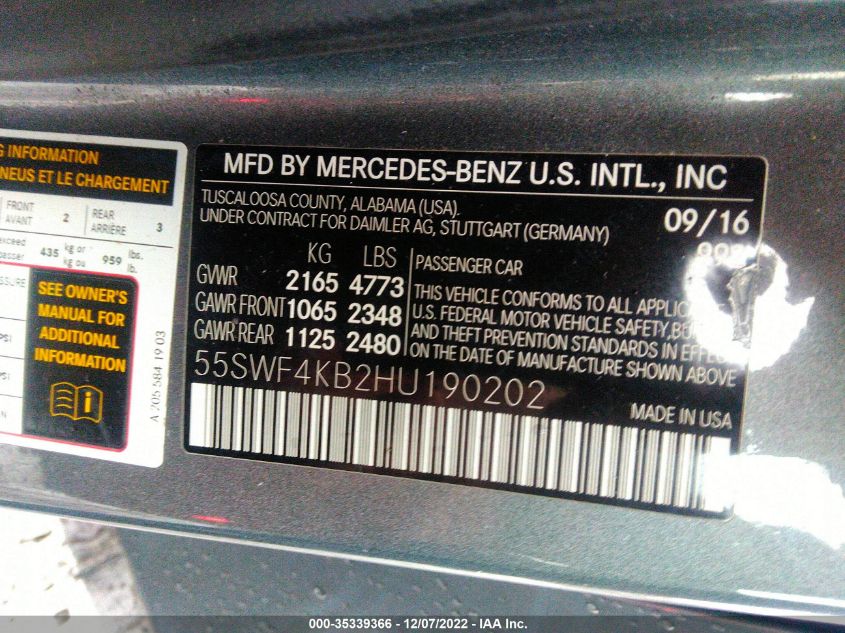 G INFORMATION
NEUS ET LE CHARGEMENT
FRONT
AVANT
2
REAR
ARRIÈRE
3
exceed
passer
435
kg or
kg ou
959
lbs.
lb.
SEE OWNER'S
MANUAL FOR
ADDITIONAL
INFORMATION
A 205 584 19 03
MFD BY MERCEDES-BENZ U.S. INTL., INC
TUSCALOOSA COUNTY, ALABAMA (USA).
UNDER CONTRACT FOR DAIMLER AG, STUTTGART (GERMANY)
09/16
KG LBS
GVWR 2165 4773
GAWR FRONT 1065 2348
GAWR REAR 1125 2480
PASSENGER CAR
THIS VEHICLE CONFORMS TO ALL APPLIC
U.S. FEDERAL MOTOR VEHICLE SAFETY, BU
AND THEFT PREVENTION STANDARDS IN EFFE
ON THE DATE OF MANUFACTURE SHOWN ABOVE
55SWF4KB2HU190202
MADE IN USA
000-35339366 - 12/07/2022 - IAA Inc.